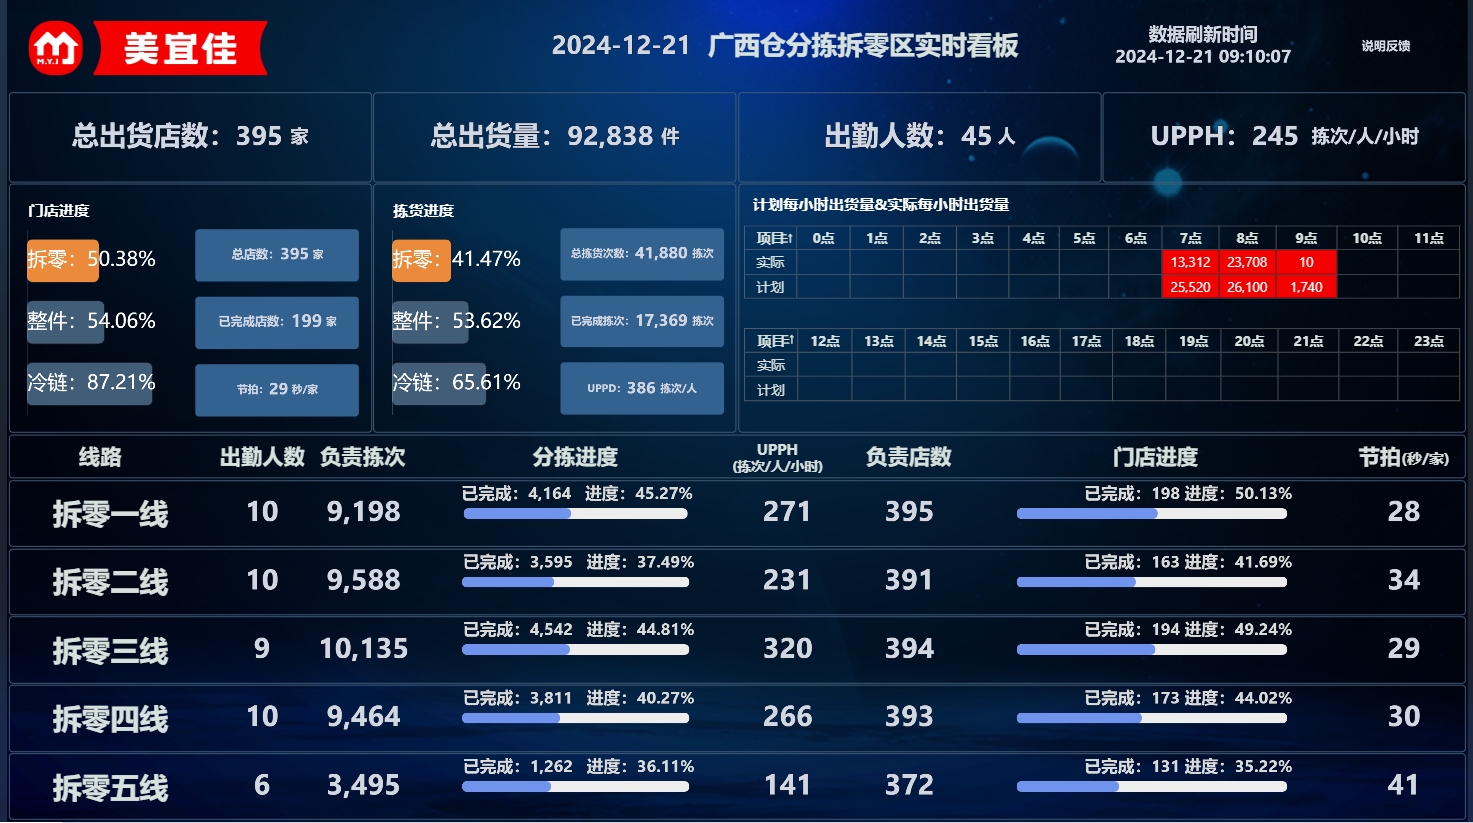 M.Y.J 美宜佳
2024-12-21 广西仓分拣拆零区实时看板
数据刷新时间
2024-12-21 09:10:07
说明反馈
总出货店数：395 家
总出货量：92,838 件
出勤人数：45 人
UPPH：245 拣次/人/小时
门店进度
拆零：50.38%
整件：54.06%
冷链：87.21%
总店数：395 家
已完成店数：199 家
节拍：29 秒/家
拣货进度
拆零：41.47%
整件：53.62%
冷链：65.61%
总拣货次数：41,880 拣次
已完成拣次：17,369 拣次
UPPD：386 拣次/人
计划每小时出货量&实际每小时出货量
项目↑ 0点 1点 2点 3点 4点 5点 6点 7点 8点 9点 10点 11点
实际 13,312 23,708 10
计划 25,520 26,100 1,740
项目↑ 12点 13点 14点 15点 16点 17点 18点 19点 20点 21点 22点 23点
实际
计划
线路 出勤人数 负责拣次 分拣进度 UPPH (拣次/人/小时) 负责店数 门店进度 节拍(秒/家)
拆零一线 10 9,198 已完成：4,164 进度：45.27% 271 395 已完成：198 进度：50.13% 28
拆零二线 10 9,588 已完成：3,595 进度：37.49% 231 391 已完成：163 进度：41.69% 34
拆零三线 9 10,135 已完成：4,542 进度：44.81% 320 394 已完成：194 进度：49.24% 29
拆零四线 10 9,464 已完成：3,811 进度：40.27% 266 393 已完成：173 进度：44.02% 30
拆零五线 6 3,495 已完成：1,262 进度：36.11% 141 372 已完成：131 进度：35.22% 41